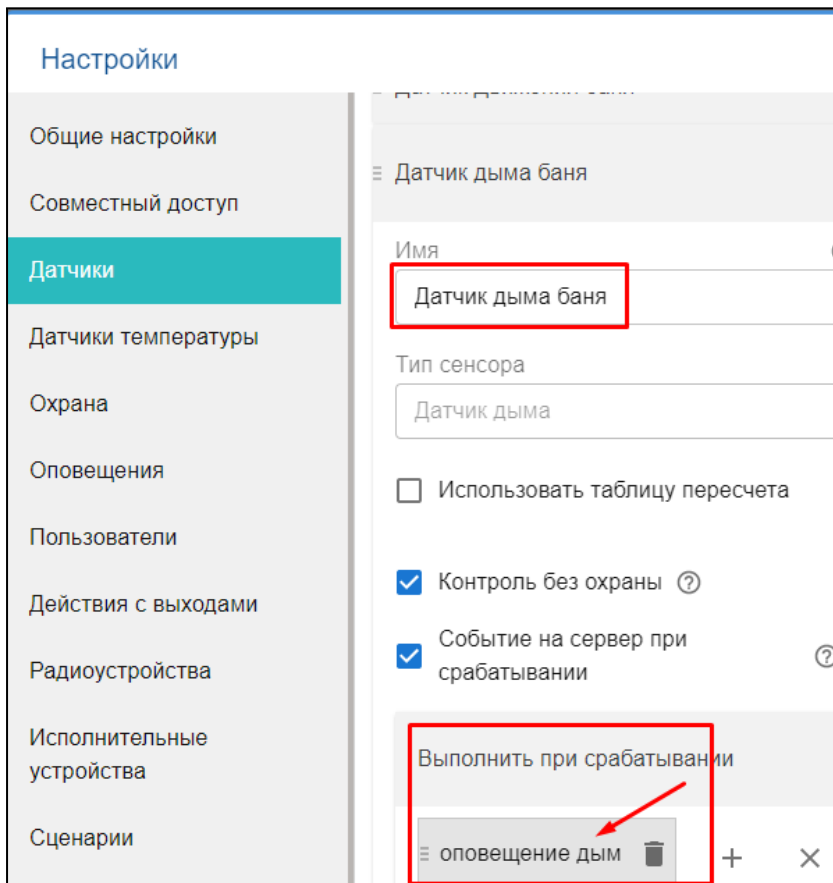 Настройки
Общие настройки
Совместный доступ
Датчики
Датчики температуры
Охрана
Оповещения
Пользователи
Действия с выходами
Радиоустройства
Исполнительные
устройства
Сценарии
Датчик дыма баня
Имя
Датчик дыма баня
Тип сенсора
Датчик дыма
Использовать таблицу пересчета
Контроль без охраны
Событие на сервер при
срабатывании
Выполнить при срабатывании
оповещение дым